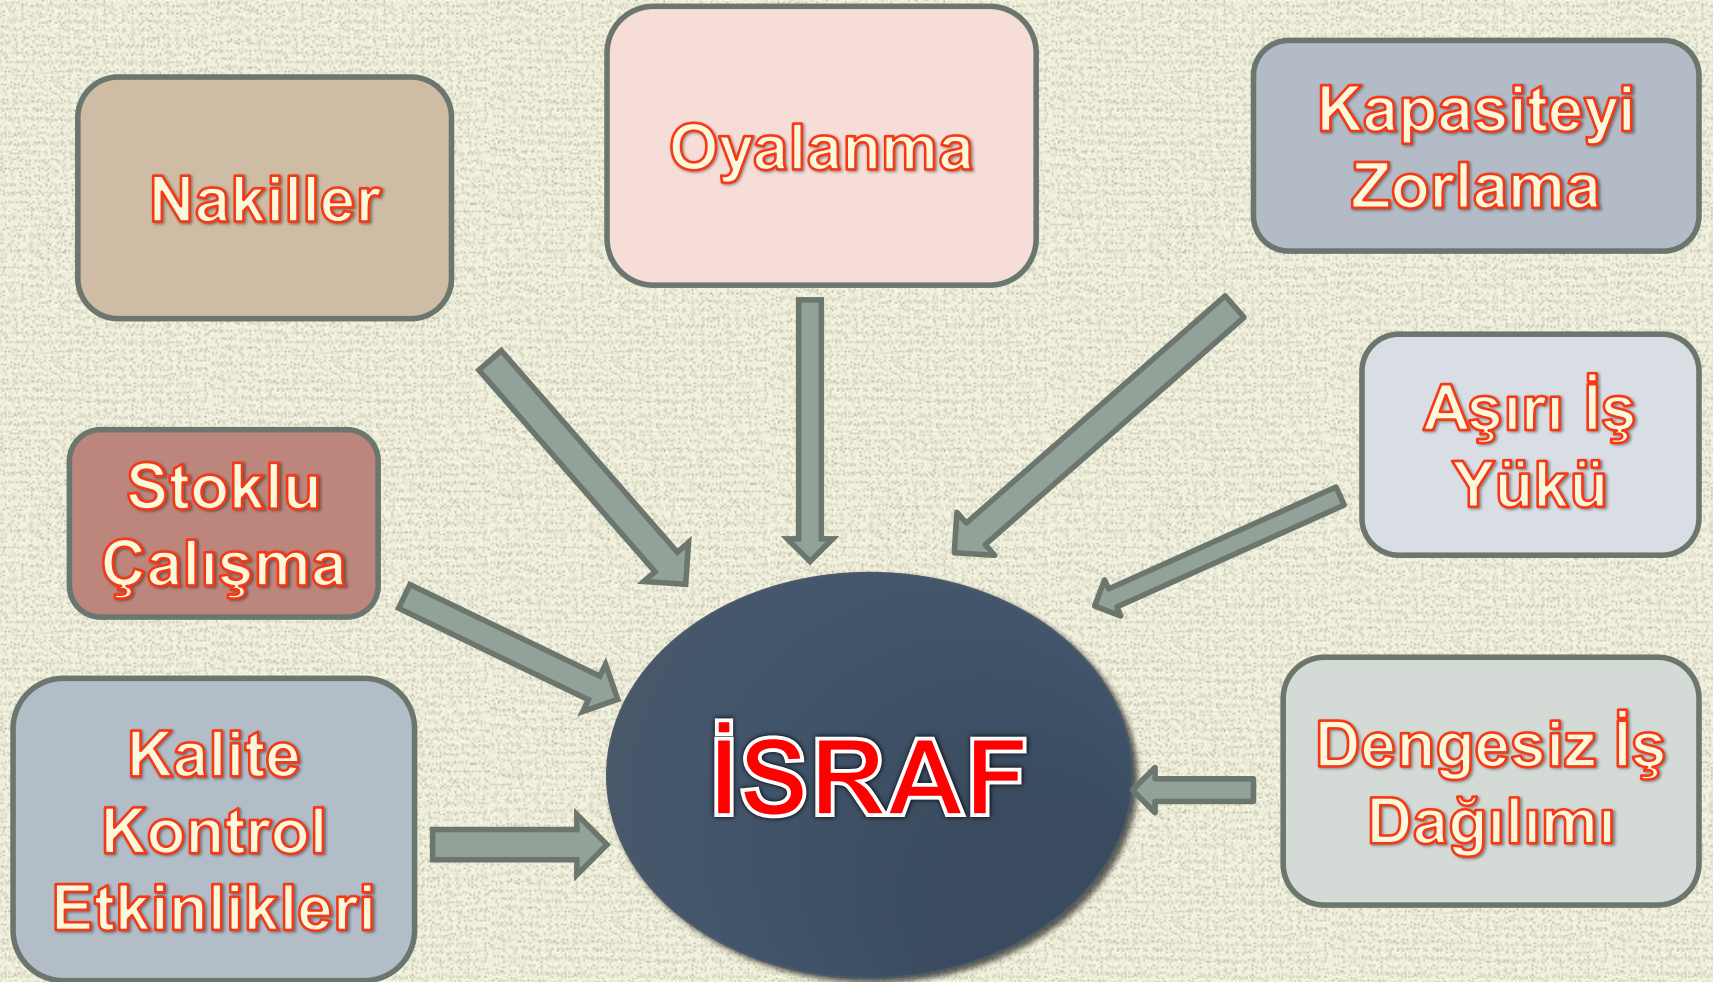 Nakiller
Oyalanma
Kapasiteyi
Zorlama
Stoklu
Çalışma
Aşırı İş
Yükü
Kalite
Kontrol
Etkinlikleri
İSRAF
Dengesiz İş
Dağılımı